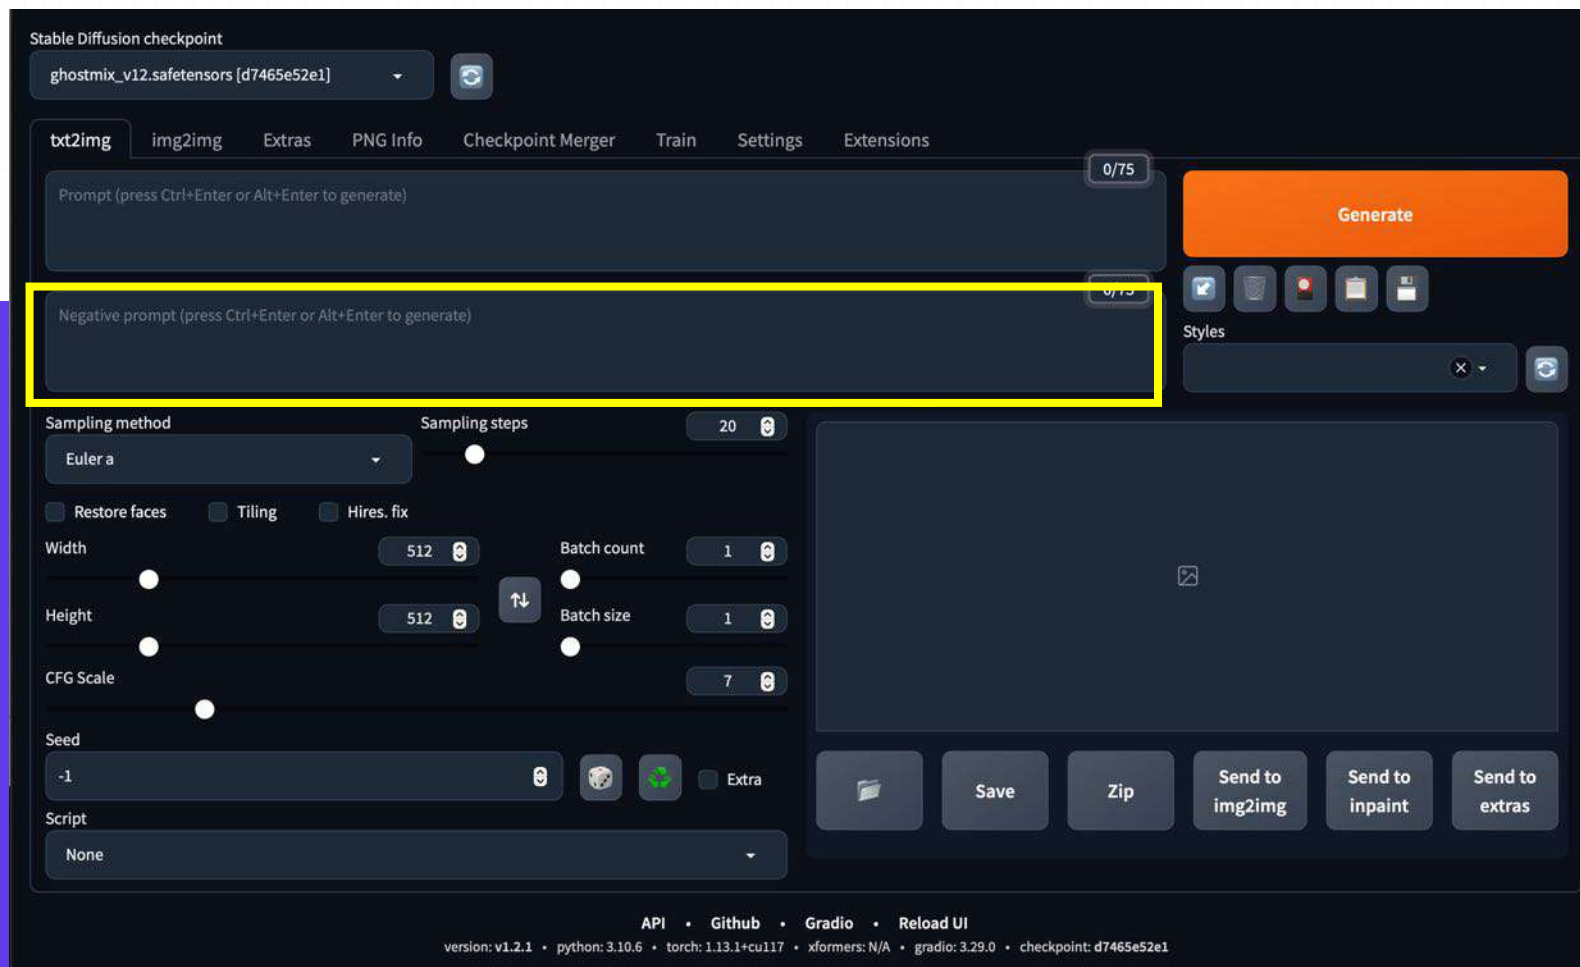 Stable Diffusion checkpoint
ghostmix_v12.safetensors [d7465e52e1]
txt2img img2img Extras PNG Info Checkpoint Merger Train Settings Extensions
0/75
Prompt (press Ctrl+Enter or Alt+Enter to generate)
Generate
0/75
Negative prompt (press Ctrl+Enter or Alt+Enter to generate)
Styles
Sampling method
Euler a
Sampling steps
20
Restore faces Tiling Hires. fix
Width
512
Batch count
1
Height
512
Batch size
1
CFG Scale
7
Seed
-1
Extra
Script
None
Save
Zip
Send to
img2img
Send to
inpaint
Send to
extras
API • Github • Gradio • Reload UI
version: v1.2.1 • python: 3.10.6 • torch: 1.13.1+cu117 • xformers: N/A • gradio: 3.29.0 • checkpoint: d7465e52e1